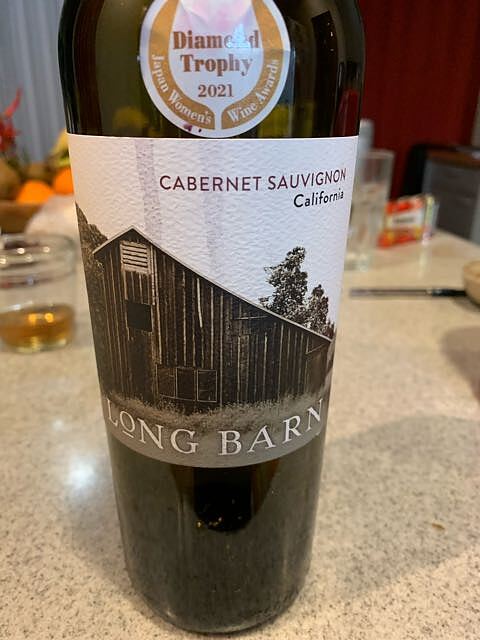 Diamond
Trophy
2021
Japan Women's Wine Awards
CABERNET SAUVIGNON
California
LONG BARN